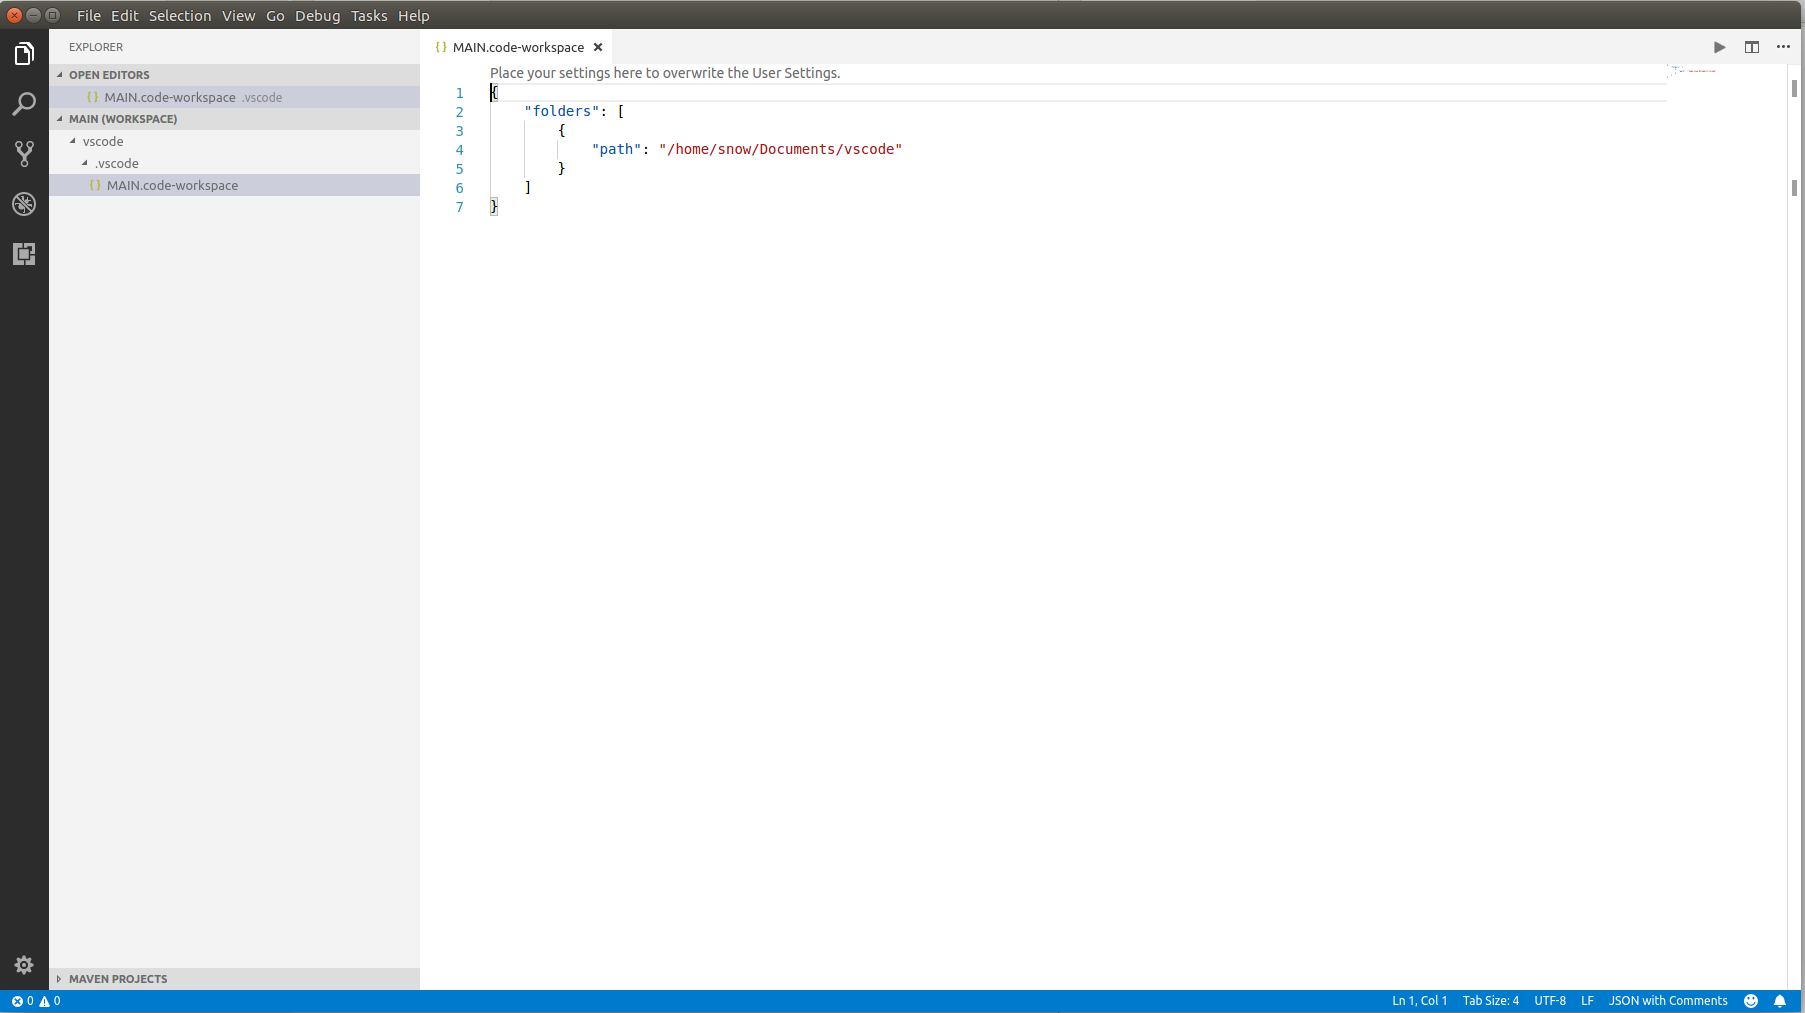 File Edit Selection View Go Debug Tasks Help
EXPLORER
OPEN EDITORS
{} MAIN.code-workspace .vscode
MAIN (WORKSPACE)
vscode
.vscode
{} MAIN.code-workspace
MAVEN PROJECTS
{} MAIN.code-workspace ×
Place your settings here to overwrite the User Settings.
1 {
2 "folders": [
3 {
4 "path": "/home/snow/Documents/vscode"
5 }
6 ]
7 }
0 0 Ln 1, Col 1 Tab Size: 4 UTF-8 LF JSON with Comments